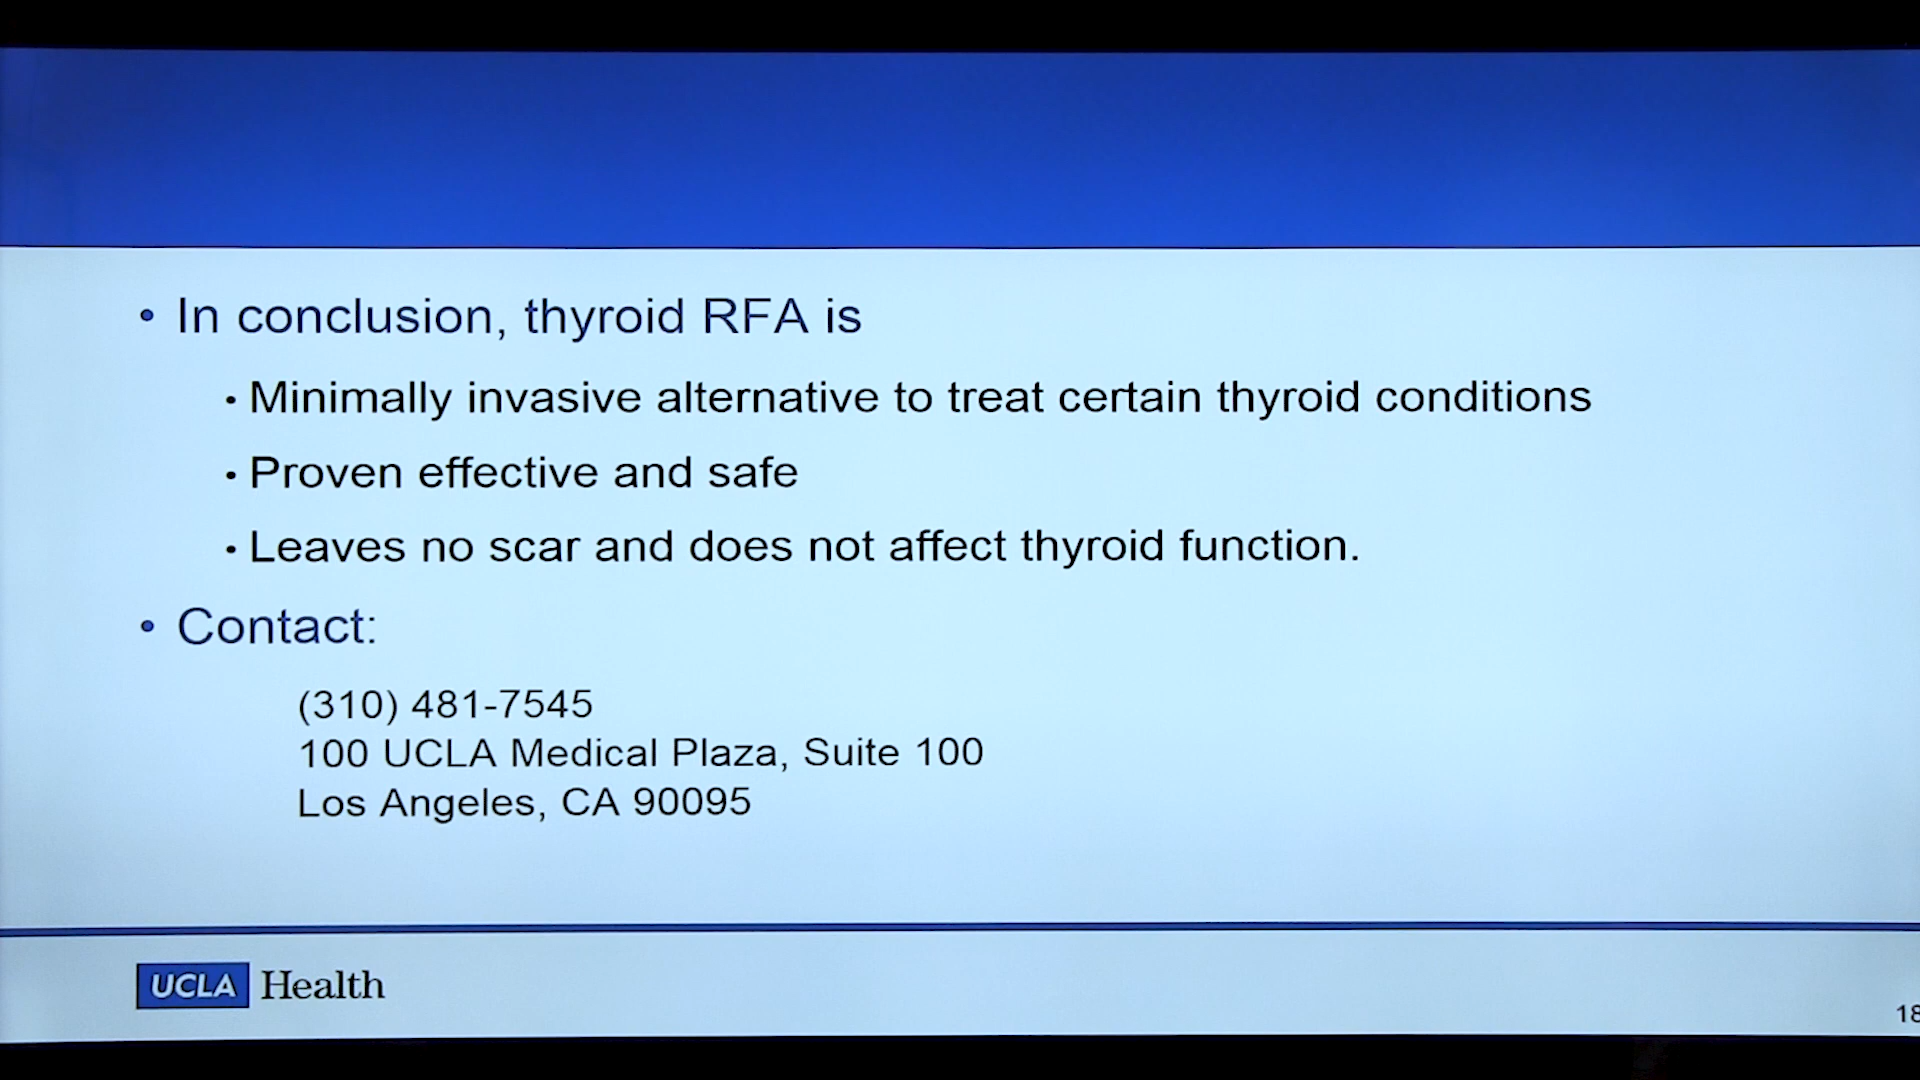 • In conclusion, thyroid RFA is
• Minimally invasive alternative to treat certain thyroid conditions
• Proven effective and safe
• Leaves no scar and does not affect thyroid function.
• Contact:
(310) 481-7545
100 UCLA Medical Plaza, Suite 100
Los Angeles, CA 90095
UCLA Health
18